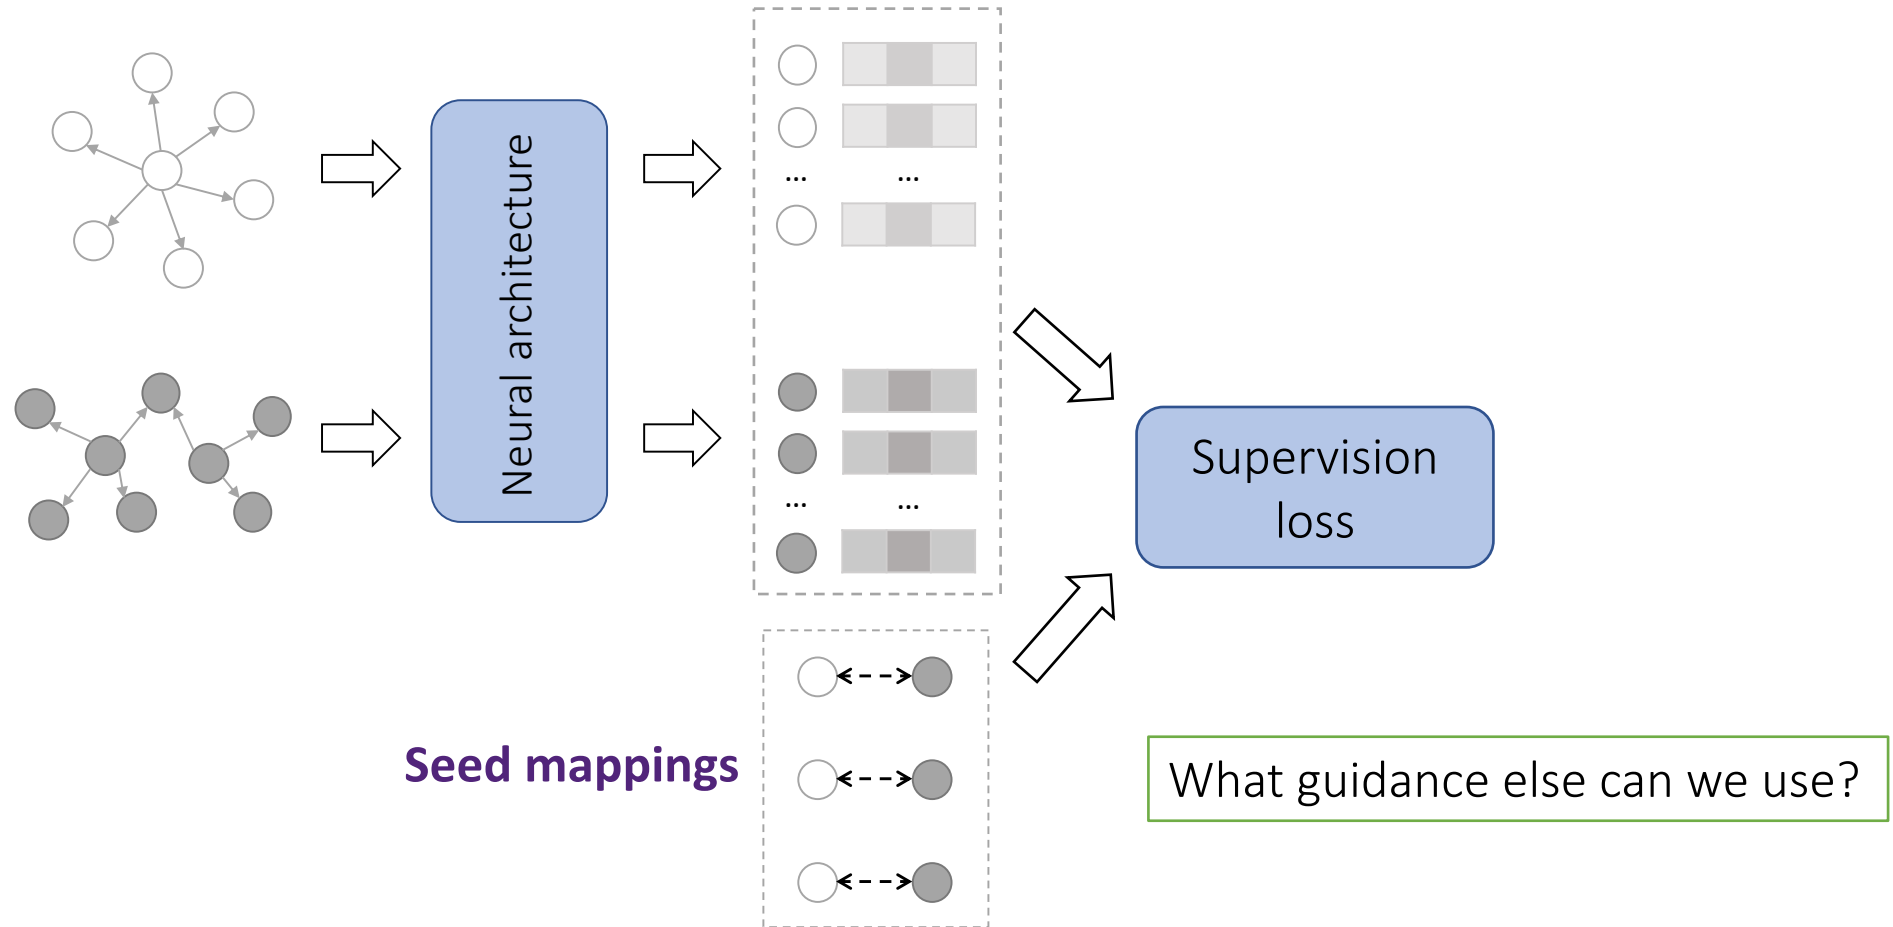 Neural architecture
...
...
...
...
Supervision
loss
Seed mappings
What guidance else can we use?